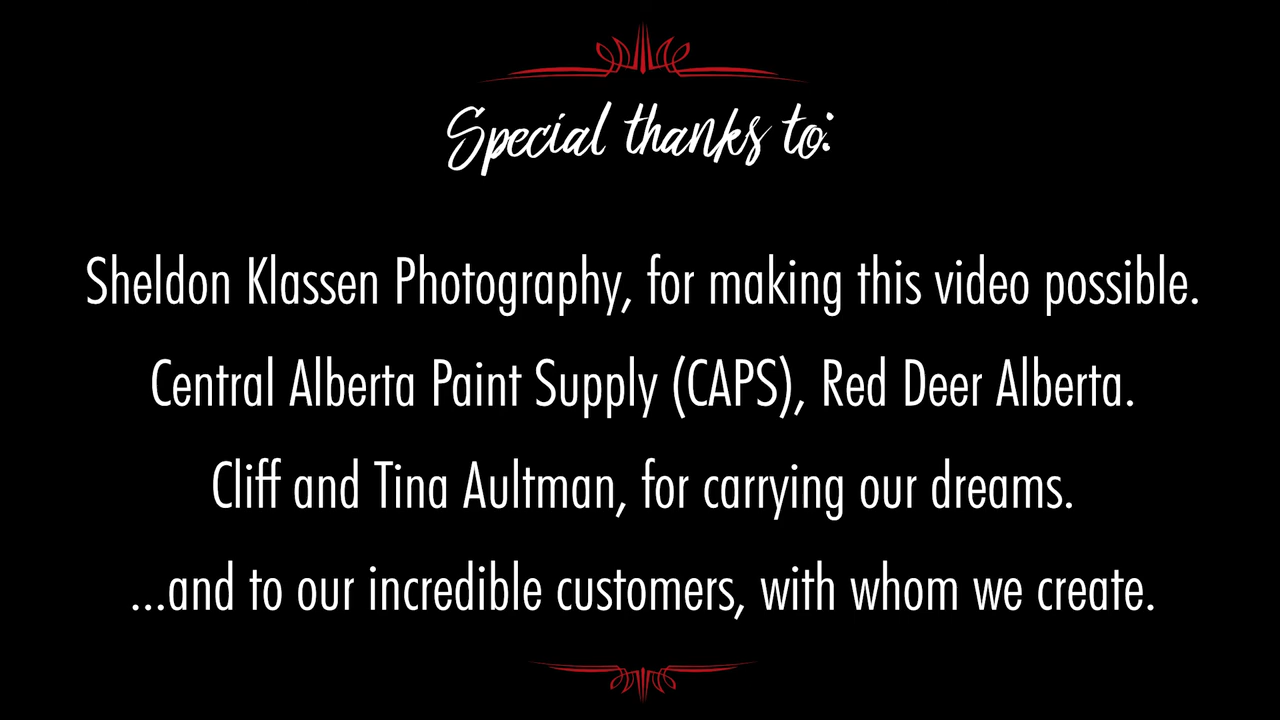 Special thanks to:
Sheldon Klassen Photography, for making this video possible.
Central Alberta Paint Supply (CAPS), Red Deer Alberta.
Cliff and Tina Aultman, for carrying our dreams.
...and to our incredible customers, with whom we create.